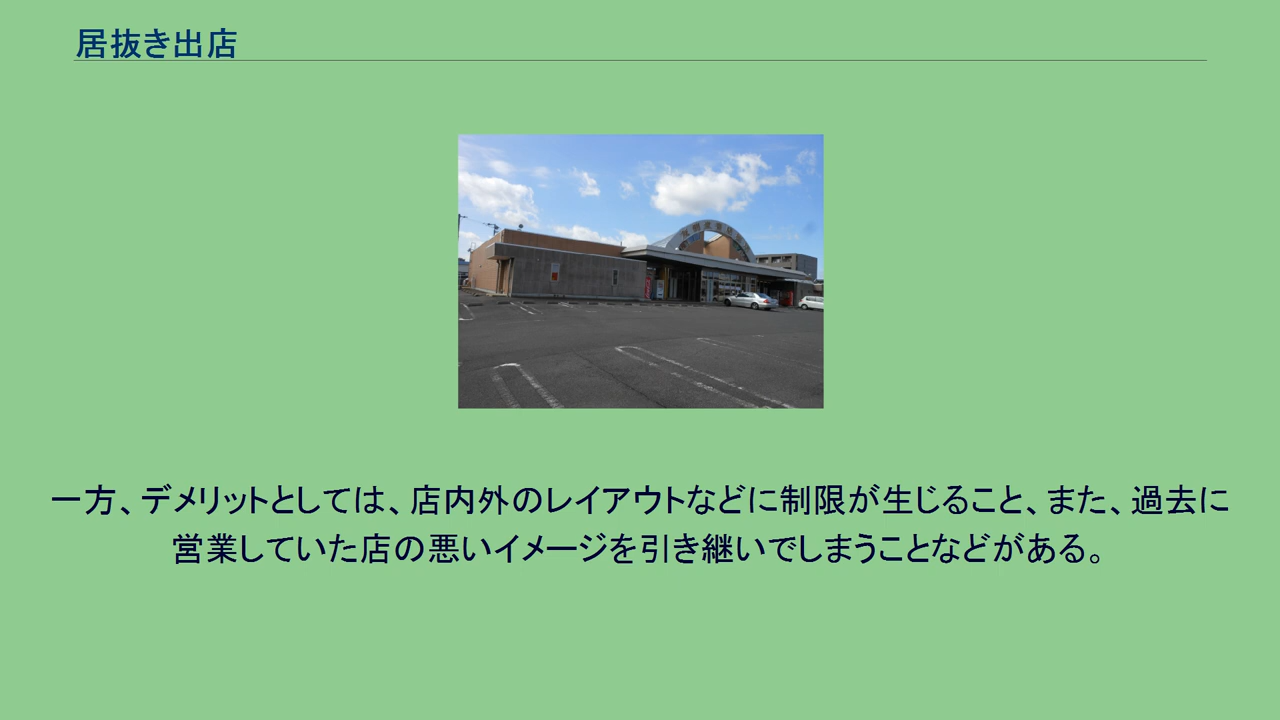 居抜き出店
一方、デメリットとしては、店内外のレイアウトなどに制限が生じること、また、過去に
営業していた店の悪いイメージを引き継いでしまうことなどがある。